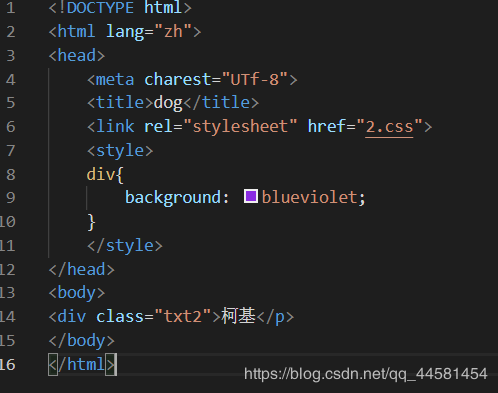 1 <!DOCTYPE html>
2 <html lang="zh">
3 <head>
4 <meta charest="UTf-8">
5 <title>dog</title>
6 <link rel="stylesheet" href="2.css">
7 <style>
8 div{
9 background: blueviolet;
10 }
11 </style>
12 </head>
13 <body>
14 <div class="txt2">柯基</p>
15 </body>
16 </html>
https://blog.csdn.net/qq_44581454